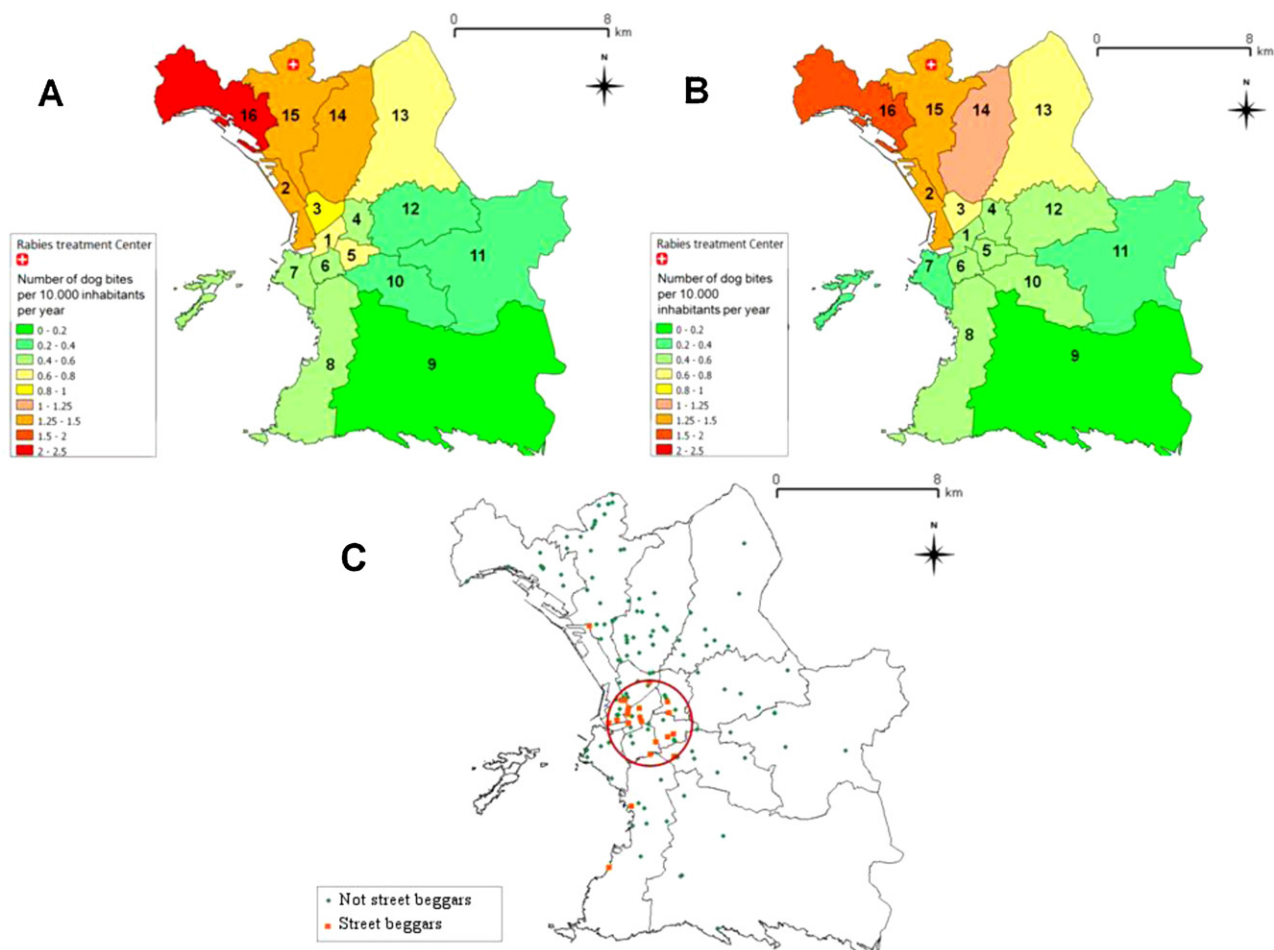 0 8
km
A
N
16
15
14
13
2
3
4
12
1
5
11
7
6
10
8
9
Rabies treatment Center
Number of dog bites
per 10.000 inhabitants
per year
0 - 0.2
0.2 - 0.4
0.4 - 0.6
0.6 - 0.8
0.8 - 1
1 - 1.25
1.25 - 1.5
1.5 - 2
2 - 2.5
0 8
km
B
N
16
15
14
13
2
3
4
12
1
5
11
7
6
10
8
9
Rabies treatment Center
Number of dog bites
per 10.000
inhabitants per year
0 - 0.2
0.2 - 0.4
0.4 - 0.6
0.6 - 0.8
0.8 - 1
1 - 1.25
1.25 - 1.5
1.5 - 2
2 - 2.5
0 8
km
C
N
Not street beggars
Street beggars